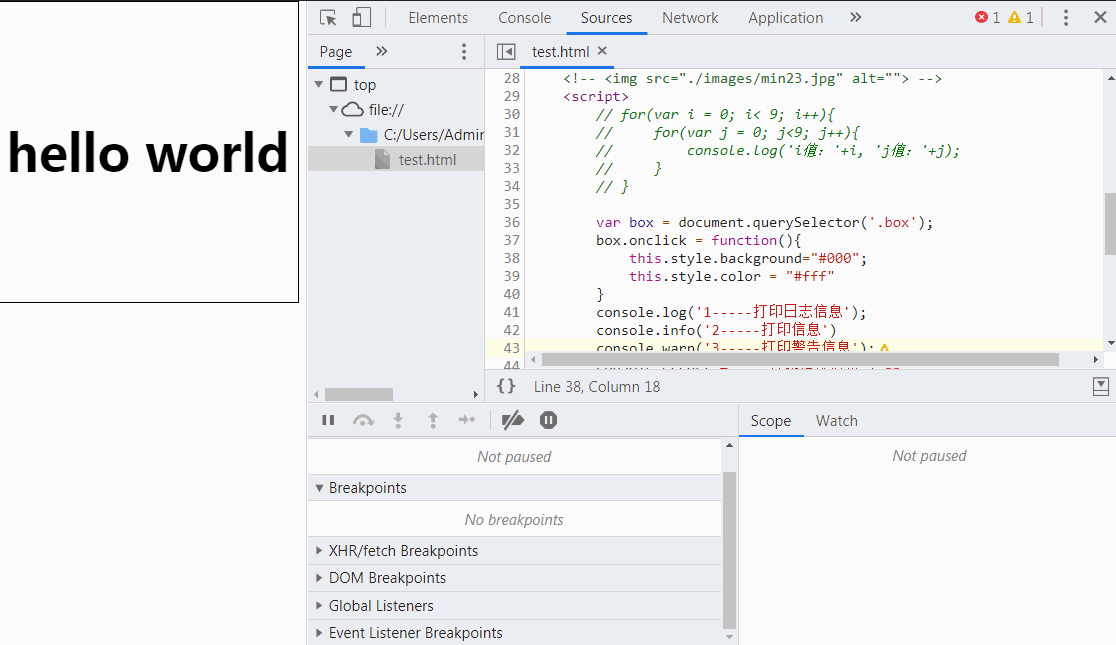 hello world
Elements Console Sources Network Application » 1 1
Page »
test.html ×
top
file://
C:/Users/Admin
test.html
28 <!-- <img src="./images/min23.jpg" alt=""> -->
29 <script>
30 // for(var i = 0; i< 9; i++){
31 // for(var j = 0; j<9; j++){
32 // console.log('i值: '+i, 'j值: '+j);
33 // }
34 // }
35
36 var box = document.querySelector('.box');
37 box.onclick = function(){
38 this.style.background="#000";
39 this.style.color = "#fff"
40 }
41 console.log('1-----打印日志信息');
42 console.info('2-----打印信息')
43 console.warn('3-----打印警告信息');
44
{} Line 38, Column 18
Not paused
Breakpoints
No breakpoints
XHR/fetch Breakpoints
DOM Breakpoints
Global Listeners
Event Listener Breakpoints
Scope Watch
Not paused